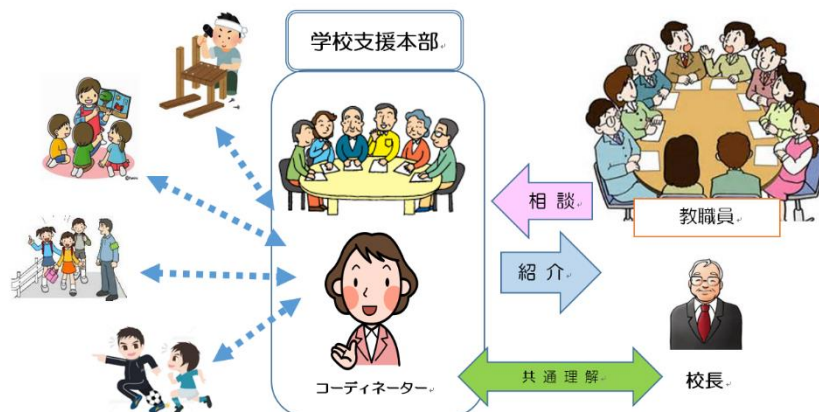 学校支援本部
相談
教職員
紹介
コーディネーター
共通理解
校長